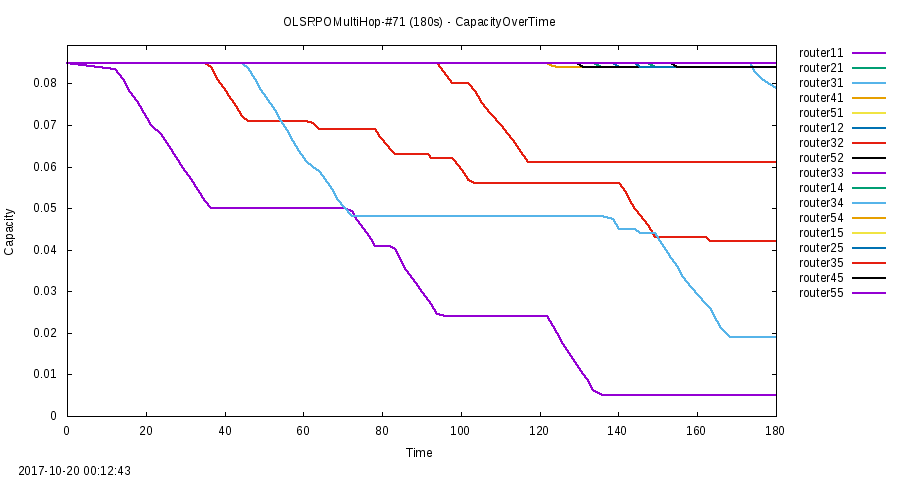 OLSRPOMultiHop-#71 (180s) - CapacityOverTime
0.08
0.07
0.06
0.05
0.04
0.03
0.02
0.01
0
Capacity
0 20 40 60 80 100 120 140 160 180
Time
router11
router21
router31
router41
router51
router12
router32
router52
router33
router14
router34
router54
router15
router25
router35
router45
router55
2017-10-20 00:12:43